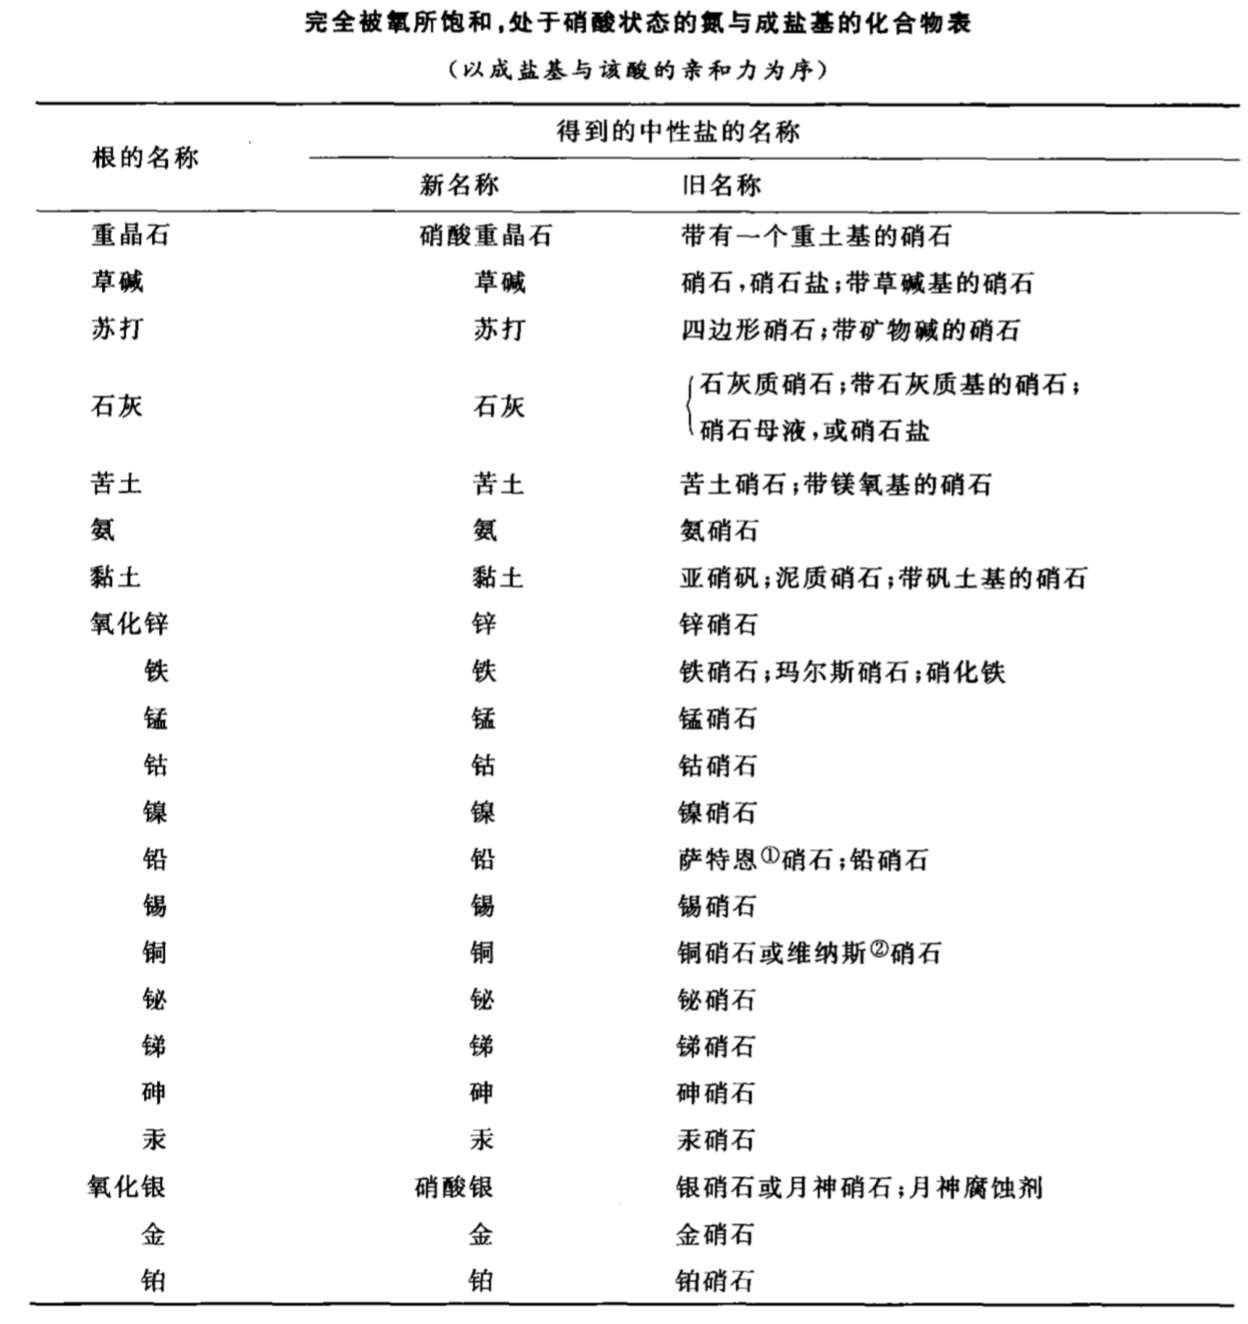 完全被氧所饱和,处于硝酸状态的氮与成盐基的化合物表
(以成盐基与该酸的亲和力为序)
根的名称 得到的中性盐的名称
新名称 旧名称
重晶石 硝酸重晶石 带有一个重土基的硝石
草碱 草碱 硝石,硝石盐;带草碱基的硝石
苏打 苏打 四边形硝石;带矿物碱的硝石
石灰 石灰 石灰质硝石;带石灰质基的硝石;
硝石母液,或硝石盐
苦土 苦土 苦土硝石;带镁氧基的硝石
氨 氨 氨硝石
黏土 黏土 亚硝矾;泥质硝石;带矾土基的硝石
氧化锌 锌 锌硝石
铁 铁 铁硝石;玛尔斯硝石;硝化铁
锰 锰 锰硝石
钴 钴 钴硝石
镍 镍 镍硝石
铅 铅 萨特恩①硝石;铅硝石
锡 锡 锡硝石
铜 铜 铜硝石或维纳斯②硝石
铋 铋 铋硝石
锑 锑 锑硝石
砷 砷 砷硝石
汞 汞 汞硝石
氧化银 硝酸银 银硝石或月神硝石;月神腐蚀剂
金 金 金硝石
铂 铂 铂硝石